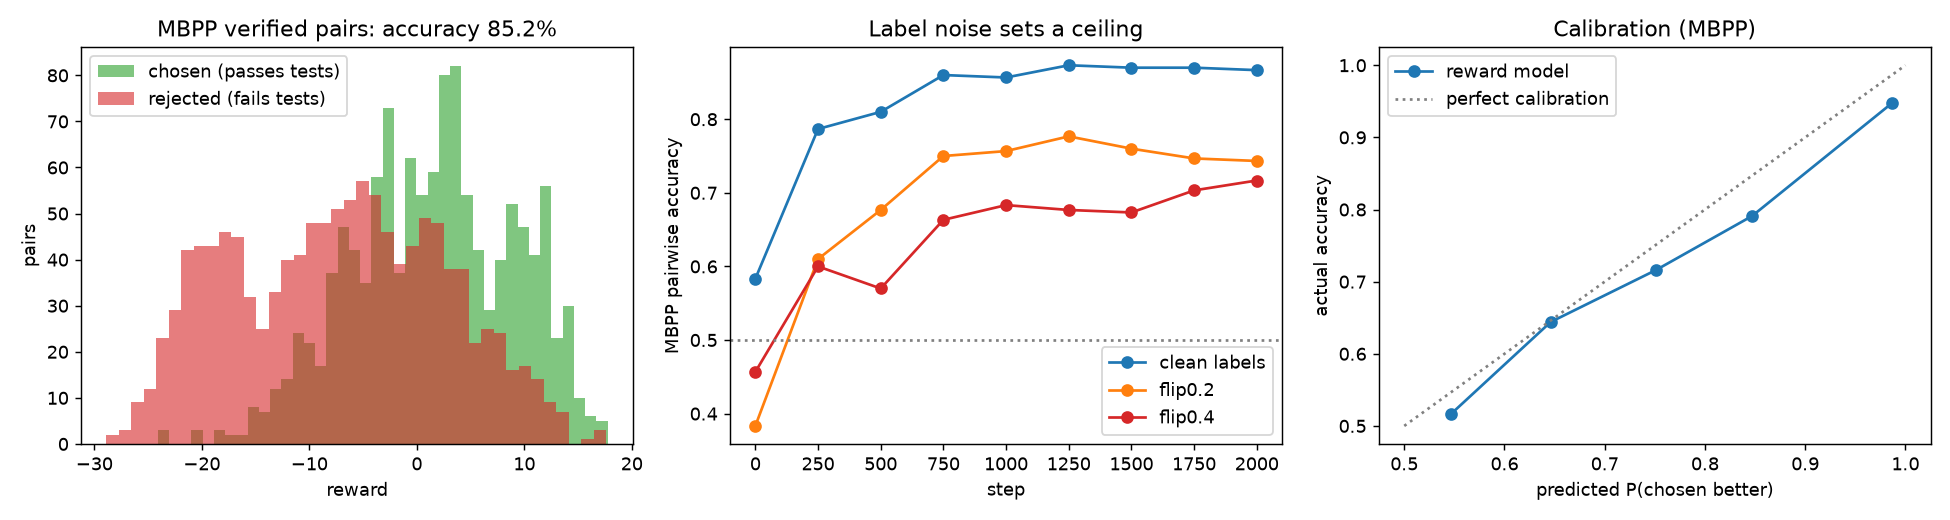 MBPP verified pairs: accuracy 85.2%
chosen (passes tests)
rejected (fails tests)
pairs
0
10
20
30
40
50
60
70
80
−30
−20
−10
0
10
20
reward
Label noise sets a ceiling
MBPP pairwise accuracy
0.4
0.5
0.6
0.7
0.8
clean labels
flip0.2
flip0.4
0
250
500
750
1000
1250
1500
1750
2000
step
Calibration (MBPP)
reward model
perfect calibration
actual accuracy
0.5
0.6
0.7
0.8
0.9
1.0
0.5
0.6
0.7
0.8
0.9
1.0
predicted P(chosen better)